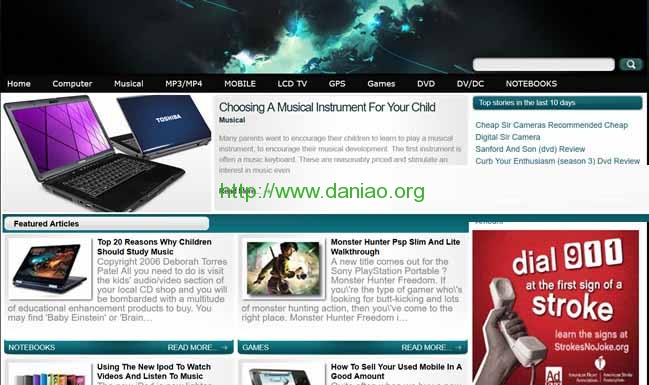 Home Computer Musical MP3/MP4 MOBILE LCD TV GPS Games DVD DV/DC NOTEBOOKS
TOSHIBA
Choosing A Musical Instrument For Your Child
Musical
Many parents want to encourage their children to learn to play a musical
instrument, to encourage their musical development. The first instrument is
often a music keyboard. These are reasonably priced and stimulate an
interest in music even
Read More
http://www.daniao.org
Top stories in the last 10 days
Cheap Slr Cameras Recommended Cheap
Digital Slr Camera
Sanford And Son (dvd) Review
Curb Your Enthusiasm (season 3) Dvd Review
Featured Articles
Top 20 Reasons Why Children
Should Study Music
Copyright 2006 Deborah Torres
Patel All you need to do is visit
the kids' audio/video section of
your local CD shop and you will
be bombarded with a multitude
of educational enhancement products to buy. You
may find 'Baby Einstein' or 'Brain...
NOTEBOOKS READ MORE...
Monster Hunter Psp Slim And Lite
Walkthrough
A new title comes out for the
Sony PlayStation Portable ?
Monster Hunter Freedom. If
you\'re the type of gamer who\'s
looking for butt-kicking and lots
of monster hunting action, then you\'ve come to
the right place. Monster Hunter Freedom i...
GAMES READ MORE...
dial 911
at the first sign of a
stroke
learn the signs at
StrokesNoJoke.org
Ad
Using The New Ipod To Watch
Videos And Listen To Music
How To Sell Your Used Mobile In A
Good Amount